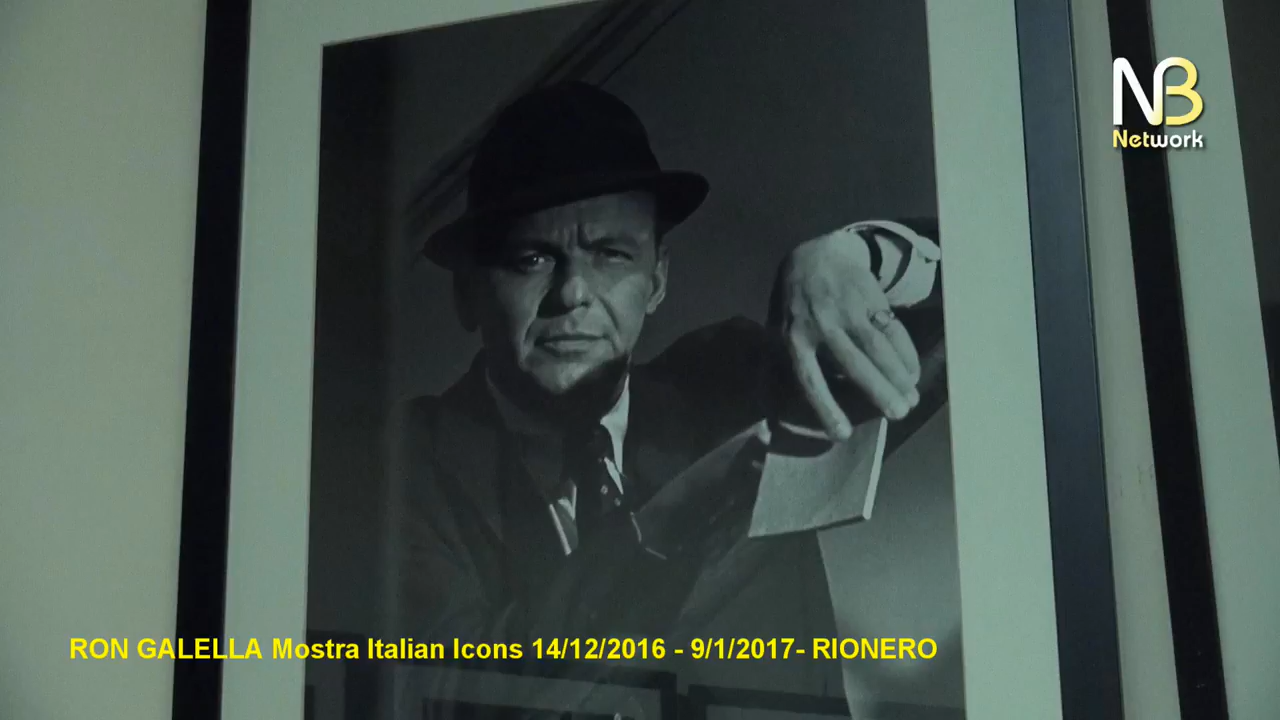 NB
Network
RON GALELLA Mostra Italian Icons 14/12/2016 - 9/1/2017- RIONERO